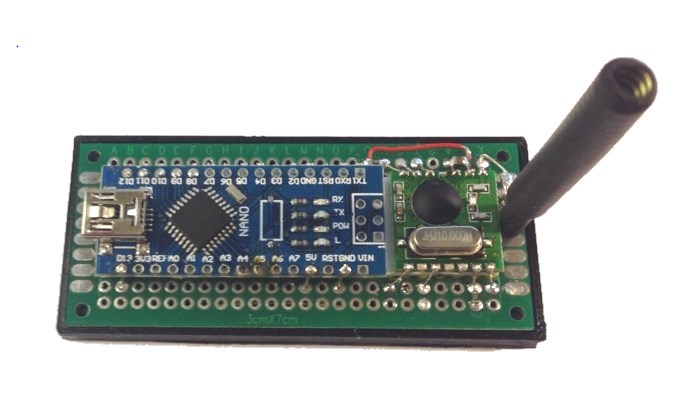 A B C D E F G H I J K L M N O P
D12 D11 D10 D9 D8 D7 D6 D5 D4 D3 D2 GND RST RX0 TX1
RX
TX
POW
L
NANO
D13 3V3 REF A0 A1 A2 A3 A4 A5 A6 A7 5V RST GND VIN
3cmX7cm